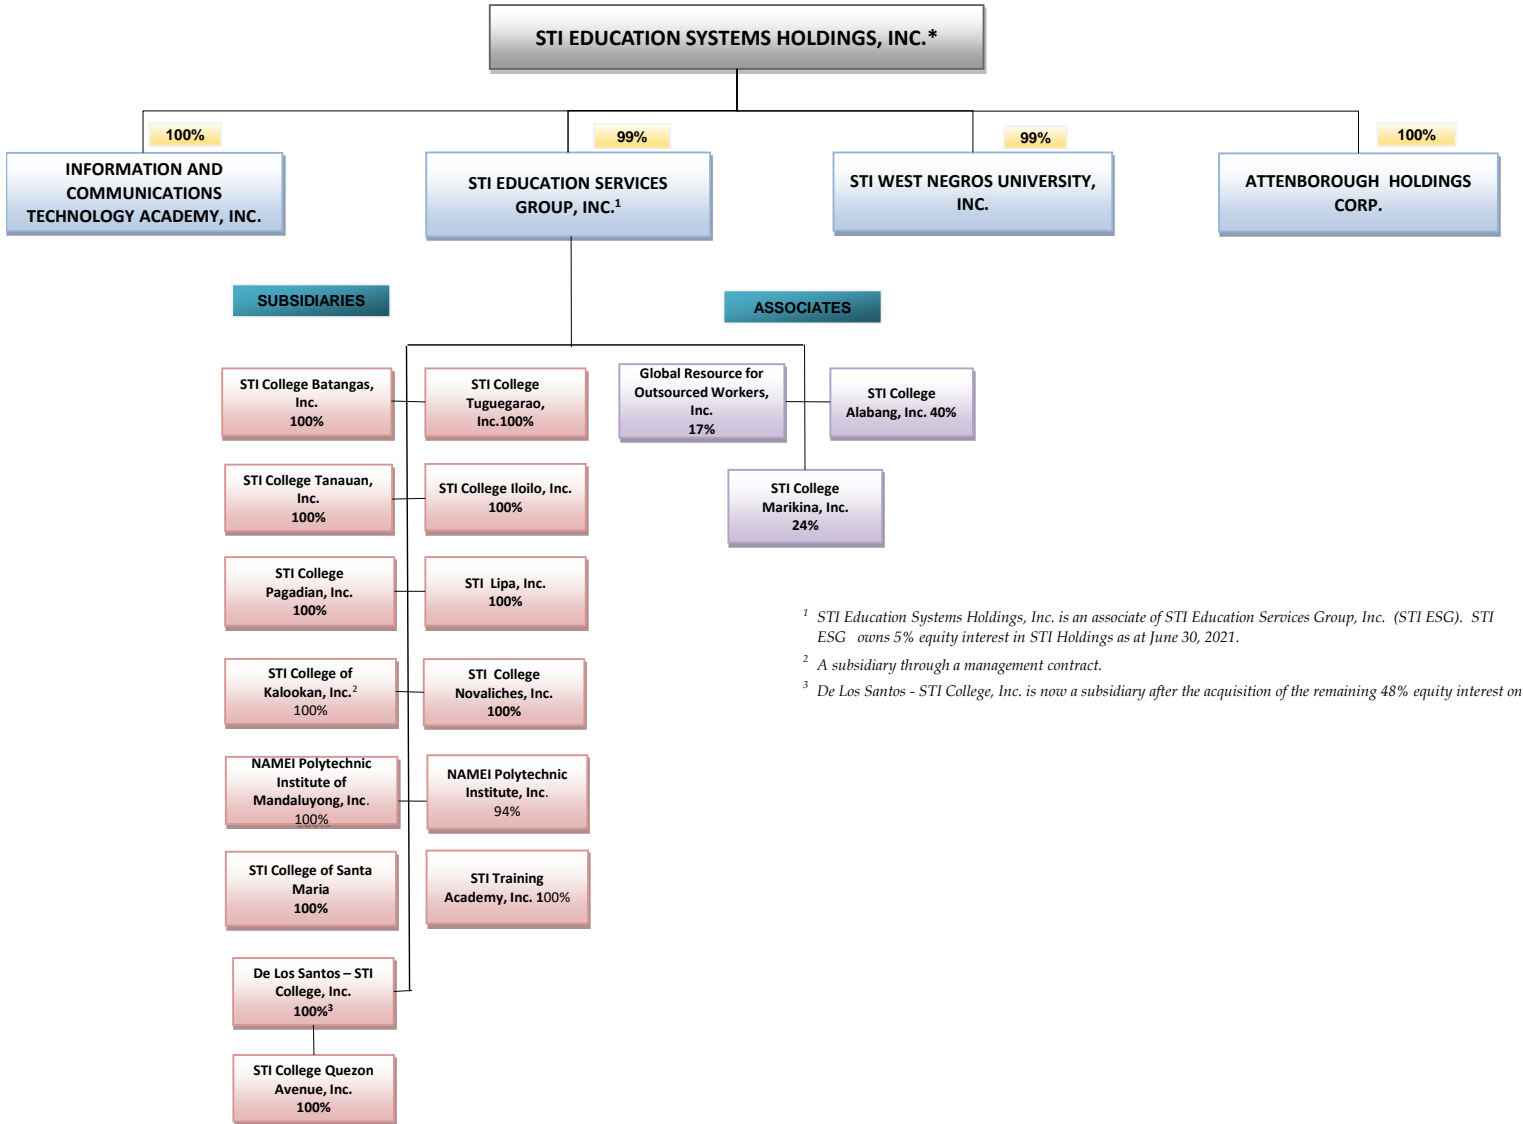 STI EDUCATION SYSTEMS HOLDINGS, INC.*
100%
99%
99%
100%
INFORMATION AND
COMMUNICATIONS
TECHNOLOGY ACADEMY, INC.
STI EDUCATION SERVICES
GROUP, INC.¹
STI WEST NEGROS UNIVERSITY,
INC.
ATTENBOROUGH HOLDINGS
CORP.
SUBSIDIARIES
ASSOCIATES
STI College Batangas,
Inc.
100%
STI College
Tuguegarao,
Inc.100%
Global Resource for
Outsourced Workers,
Inc.
17%
STI College
Alabang, Inc. 40%
STI College Tanauan,
Inc.
100%
STI College Iloilo, Inc.
100%
STI College
Marikina, Inc.
24%
STI College
Pagadian, Inc.
100%
STI Lipa, Inc.
100%
STI College of
Kalookan, Inc.²
100%
STI College
Novaliches, Inc.
100%
NAMEI Polytechnic
Institute of
Mandaluyong, Inc.
100%
NAMEI Polytechnic
Institute, Inc.
94%
STI College of Santa
Maria
100%
STI Training
Academy, Inc. 100%
De Los Santos – STI
College, Inc.
100%³
STI College Quezon
Avenue, Inc.
100%
¹ STI Education Systems Holdings, Inc. is an associate of STI Education Services Group, Inc. (STI ESG). STI
ESG owns 5% equity interest in STI Holdings as at June 30, 2021.
² A subsidiary through a management contract.
³ De Los Santos - STI College, Inc. is now a subsidiary after the acquisition of the remaining 48% equity interest on